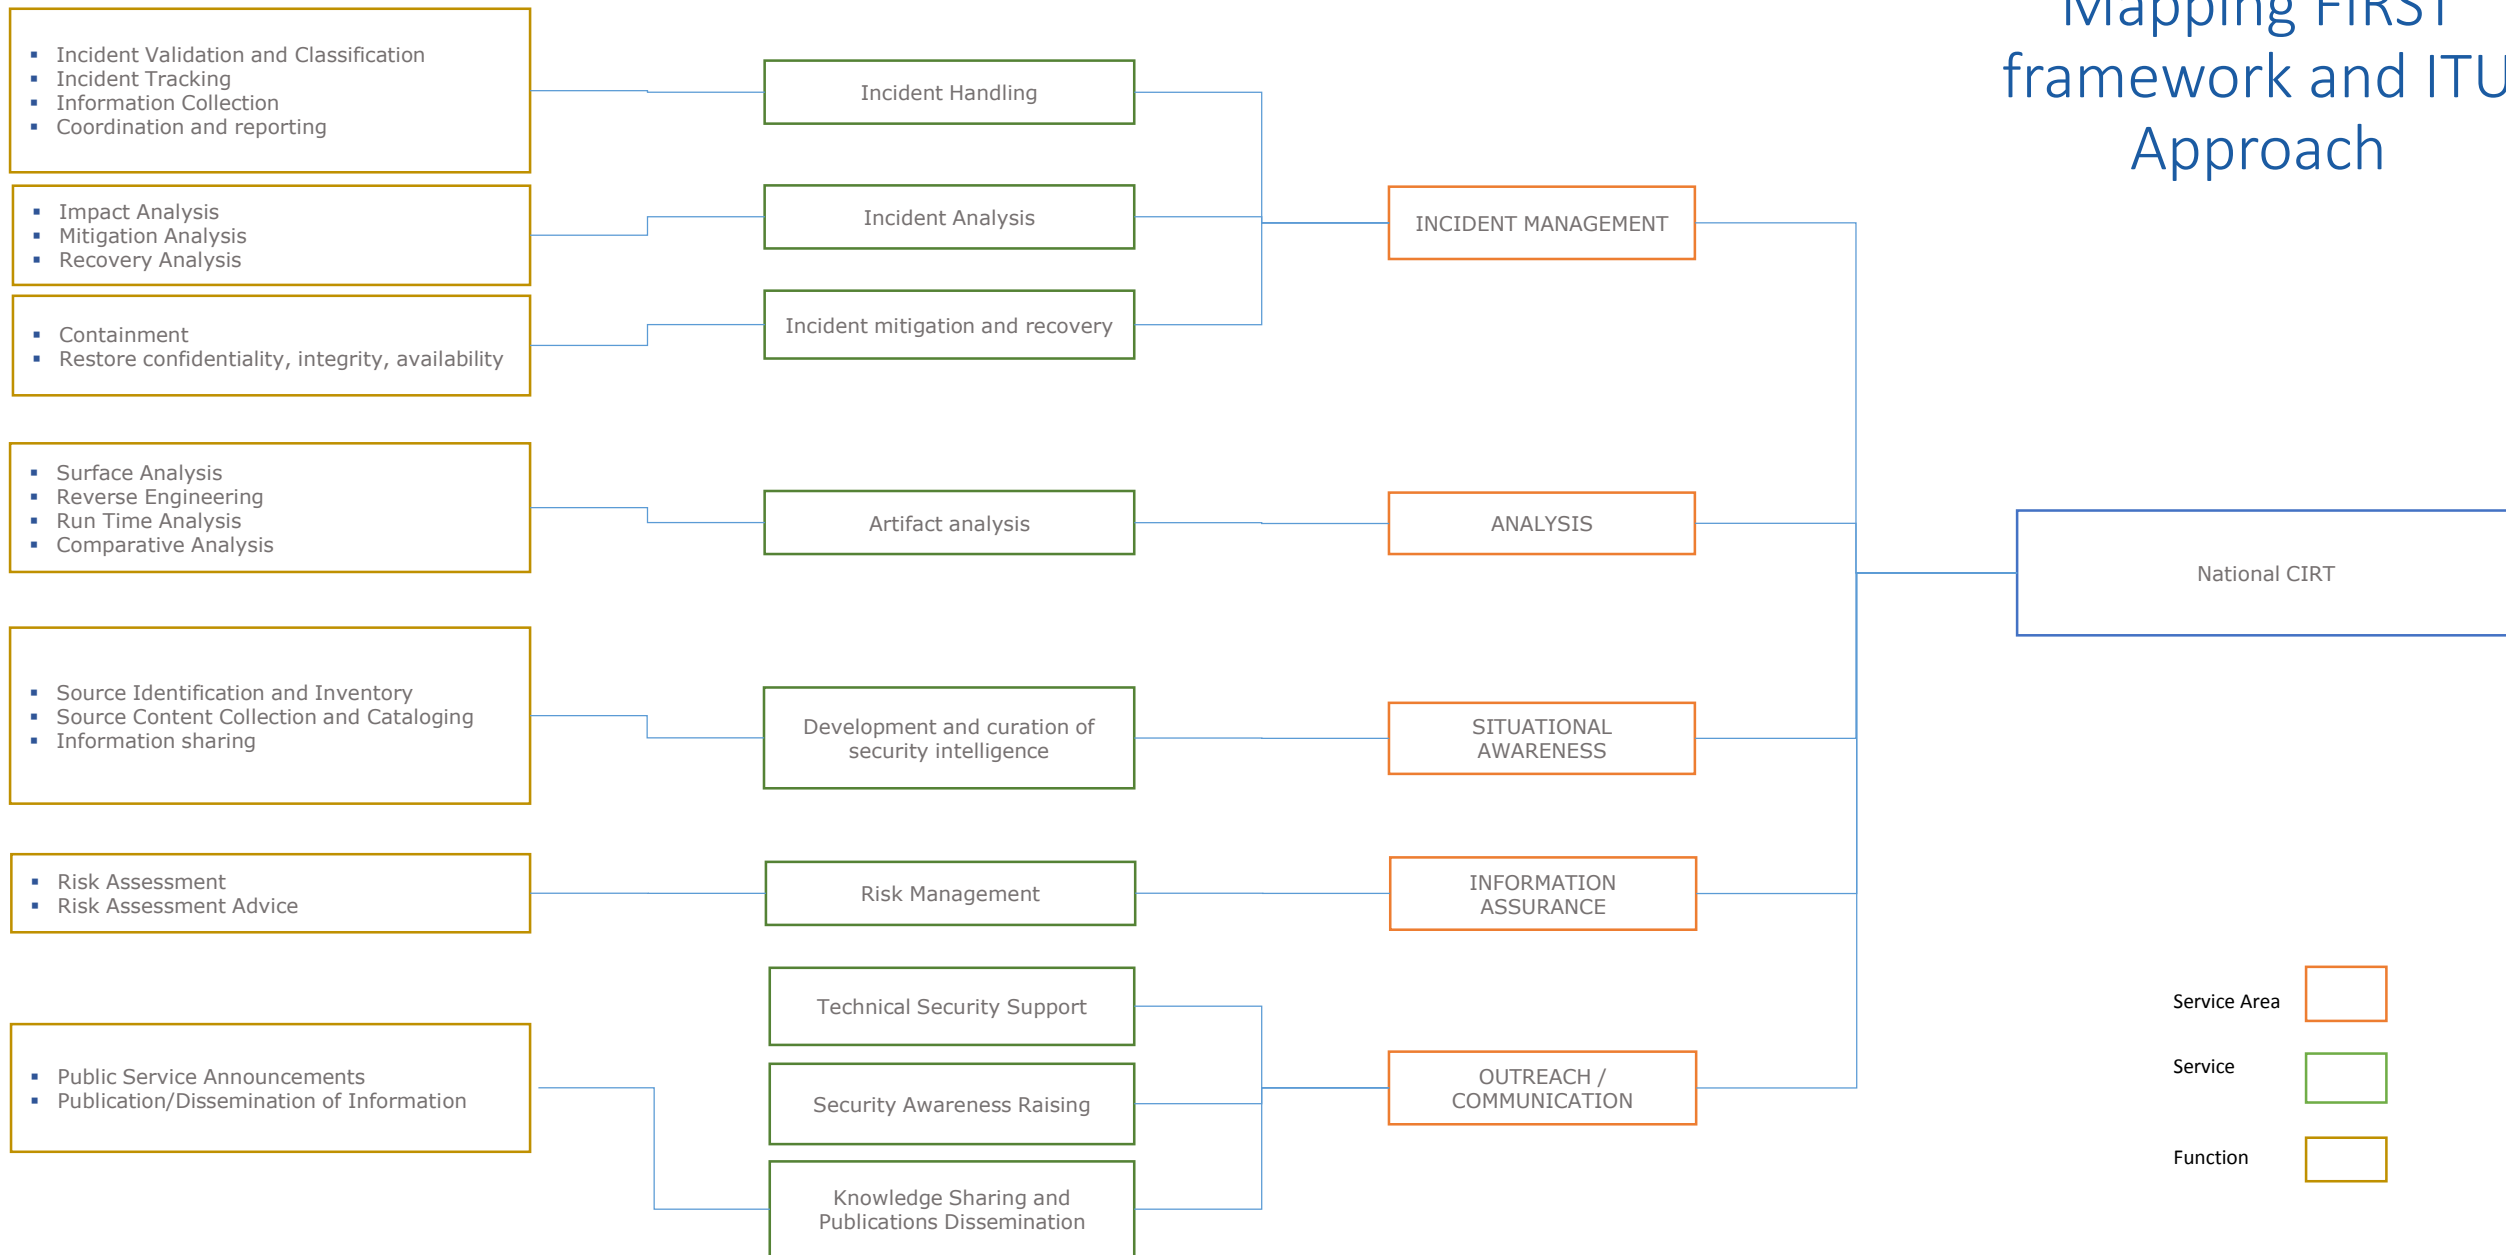 Mapping FIRST
framework and ITU
Approach
Incident Validation and Classification
Incident Tracking
Information Collection
Coordination and reporting
Impact Analysis
Mitigation Analysis
Recovery Analysis
Containment
Restore confidentiality, integrity, availability
Surface Analysis
Reverse Engineering
Run Time Analysis
Comparative Analysis
Source Identification and Inventory
Source Content Collection and Cataloging
Information sharing
Risk Assessment
Risk Assessment Advice
Public Service Announcements
Publication/Dissemination of Information
Incident Handling
Incident Analysis
Incident mitigation and recovery
Artifact analysis
Development and curation of
security intelligence
Risk Management
Technical Security Support
Security Awareness Raising
Knowledge Sharing and
Publications Dissemination
INCIDENT MANAGEMENT
ANALYSIS
SITUATIONAL
AWARENESS
INFORMATION
ASSURANCE
OUTREACH /
COMMUNICATION
National CIRT
Service Area
Service
Function